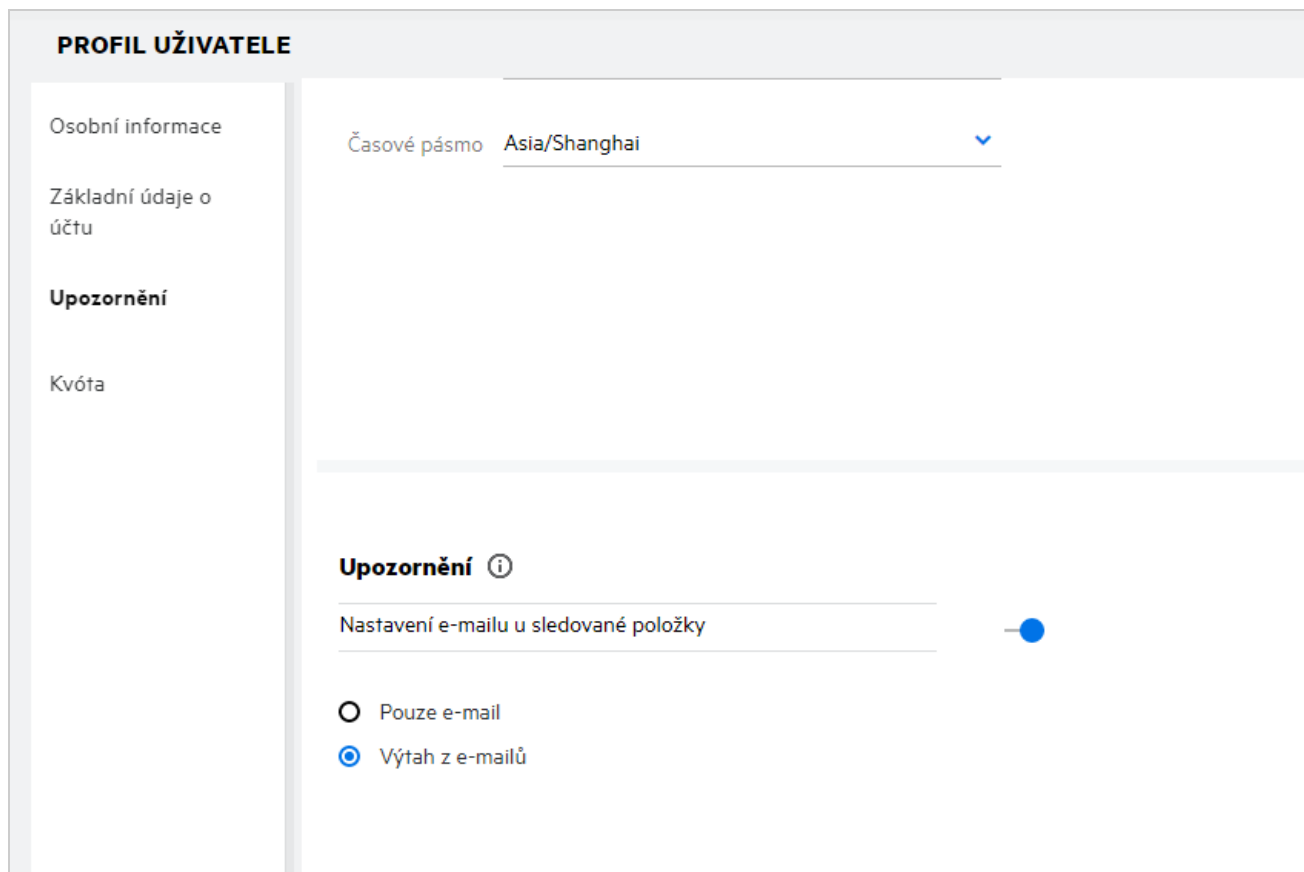 PROFIL UŽIVATELE
Osobní informace
Základní údaje o
účtu
Upozornění
Kvóta
Časové pásmo Asia/Shanghai
Upozornění
Nastavení e-mailu u sledované položky
Pouze e-mail
Výtah z e-mailů